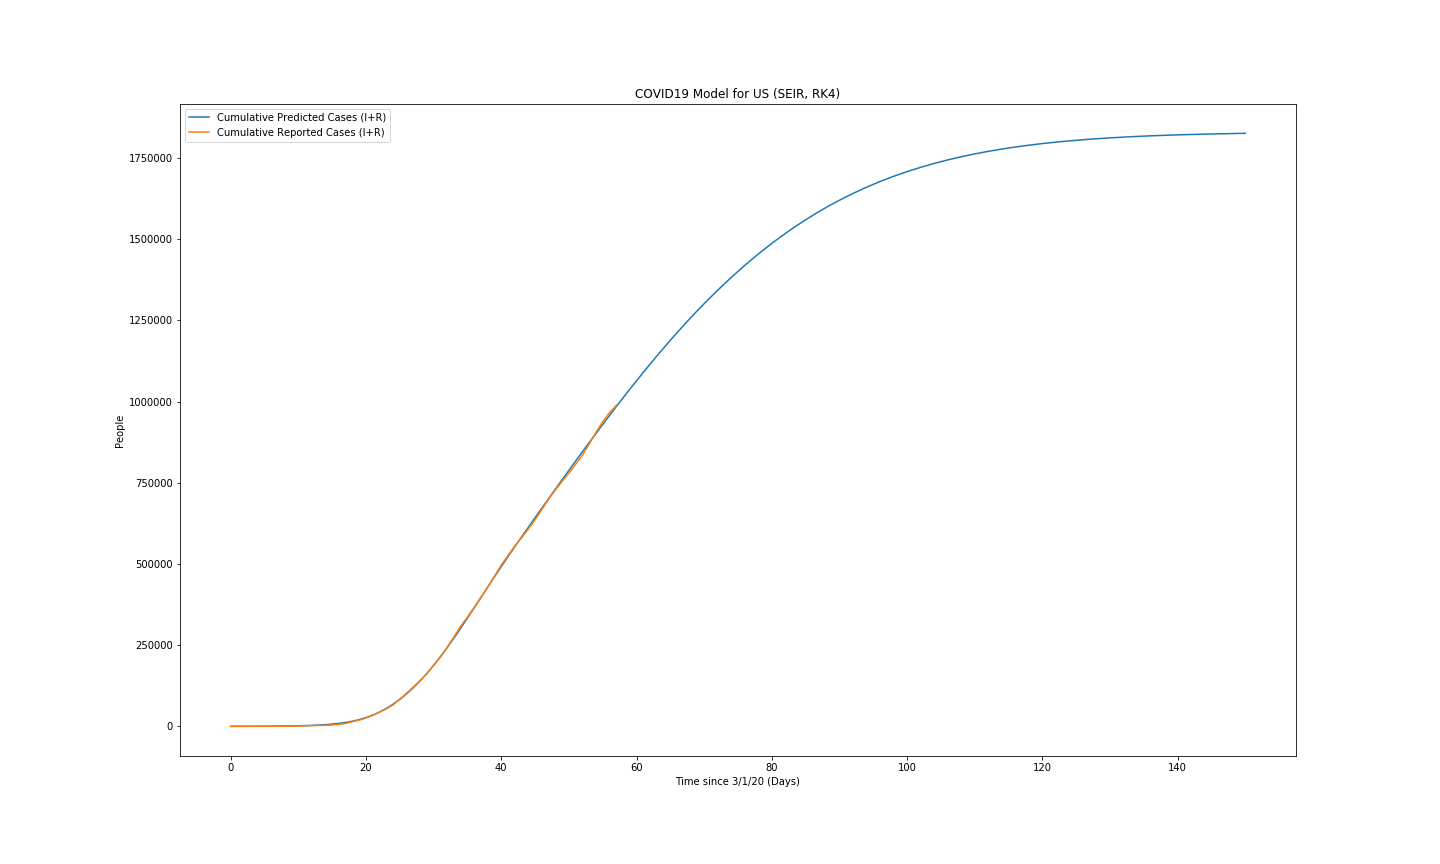 COVID19 Model for US (SEIR, RK4)
Cumulative Predicted Cases (I+R)
Cumulative Reported Cases (I+R)
1750000
1500000
1250000
1000000
750000
500000
250000
0
People
0 20 40 60 80 100 120 140
Time since 3/1/20 (Days)